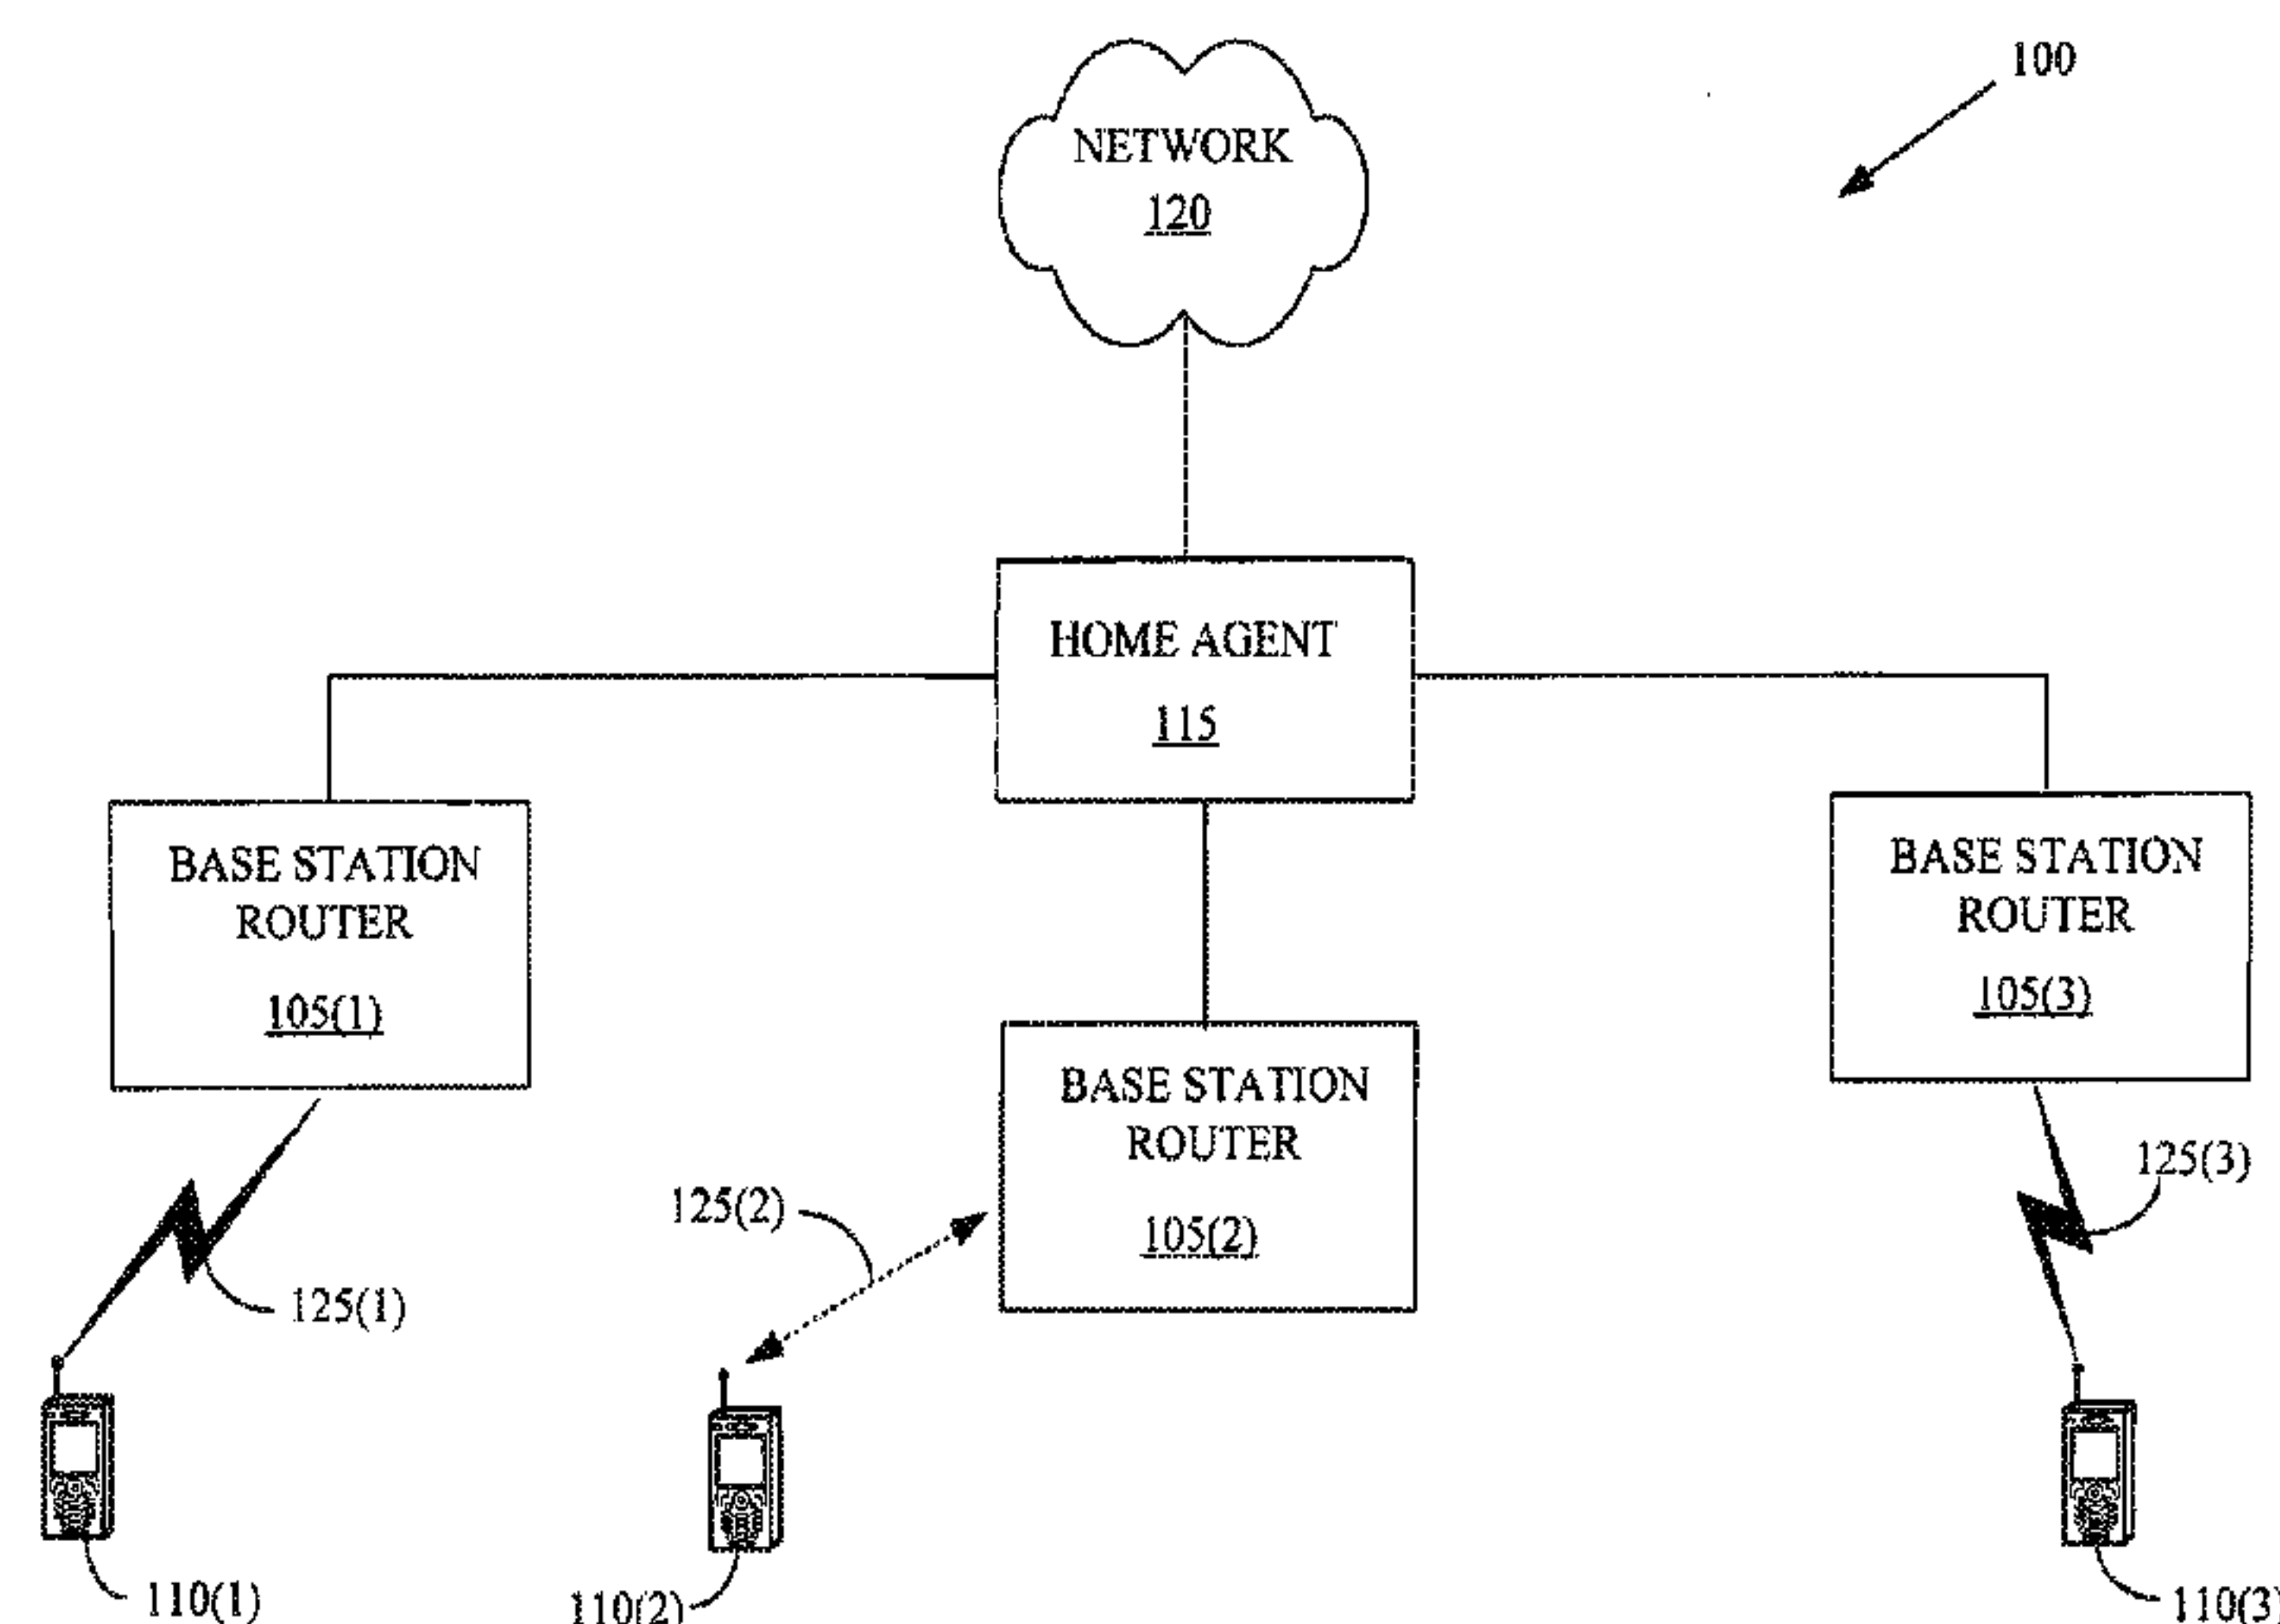 100
NETWORK
120
HOME AGENT
115
BASE STATION
ROUTER
105(1)
BASE STATION
ROUTER
105(3)
BASE STATION
ROUTER
105(2)
125(3)
125(2)
125(1)
110(1)
110(2)
110(3)